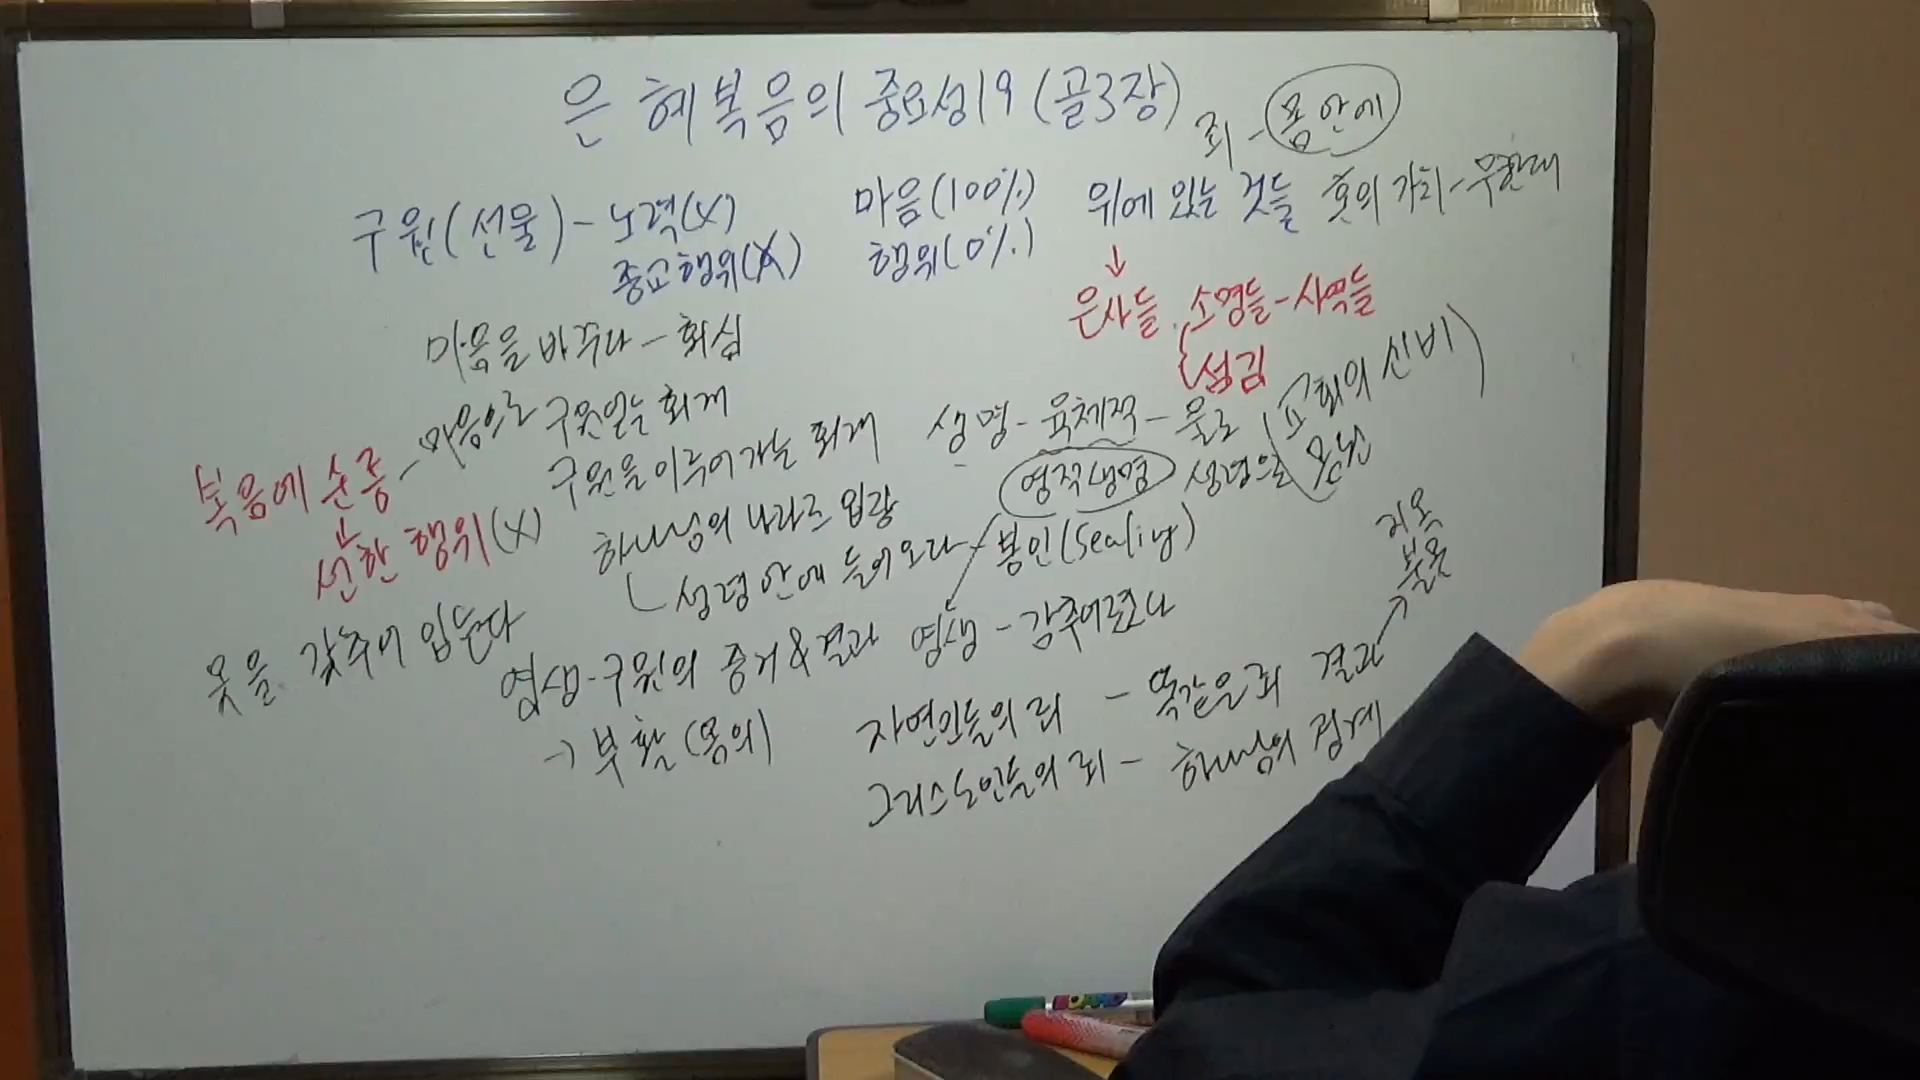 은혜복음의 중요성19 (골3장)
죄 - 몸안에
구원(선물) - 노력(X)
종교행위(X)
마음(100%)
행위(0%)
위에 있는 것들
혼의 가치 - 무한대
은사들
소명들 - 사역들
섬김
마음을 바꾸다 - 회심
복음에 순종 - 마음으로
선한 행위(X)
구원얻는 회개
구원을 이루어가는 회개
하나님의 나라로 입장
성령안에 들어오다
생명 - 육체적 - 물로
(교회의 신비)
영적생명
봉인(Sealing)
옷을 갖추어 입는다
영생 - 구원의 증거&결과
→ 부활(몸의)
영생 - 감추어졌다
자연인들의 죄 - 똑같은죄 결과
지옥
불못
그리스도인들의 죄 - 하나님의 징계